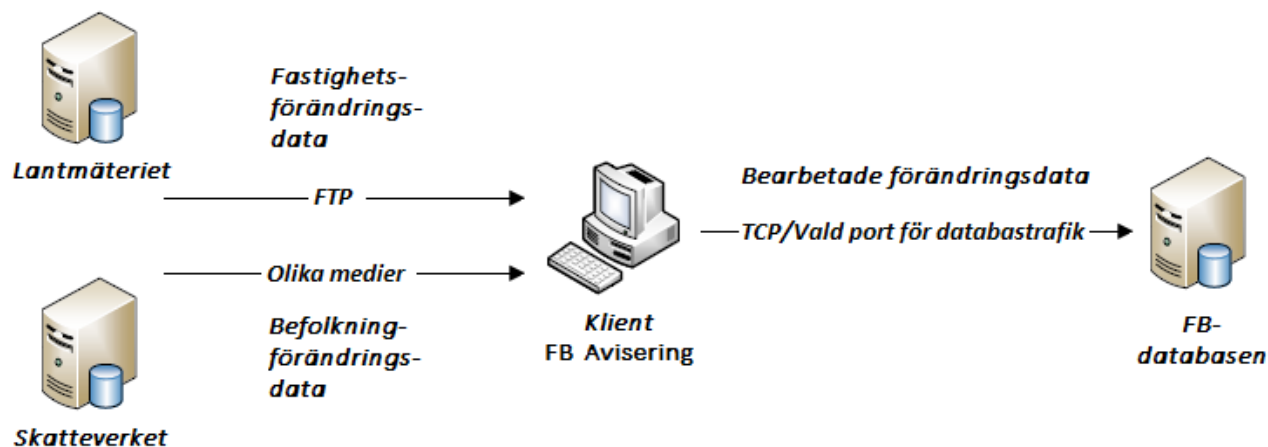 Fastighets-
förändrings-
data
Lantmäteriet
FTP
Bearbetade förändringsdata
TCP/Vald port för databastrafik
Olika medier
Befolkning-
förändrings-
data
Klient
FB Avisering
FB-
databasen
Skatteverket